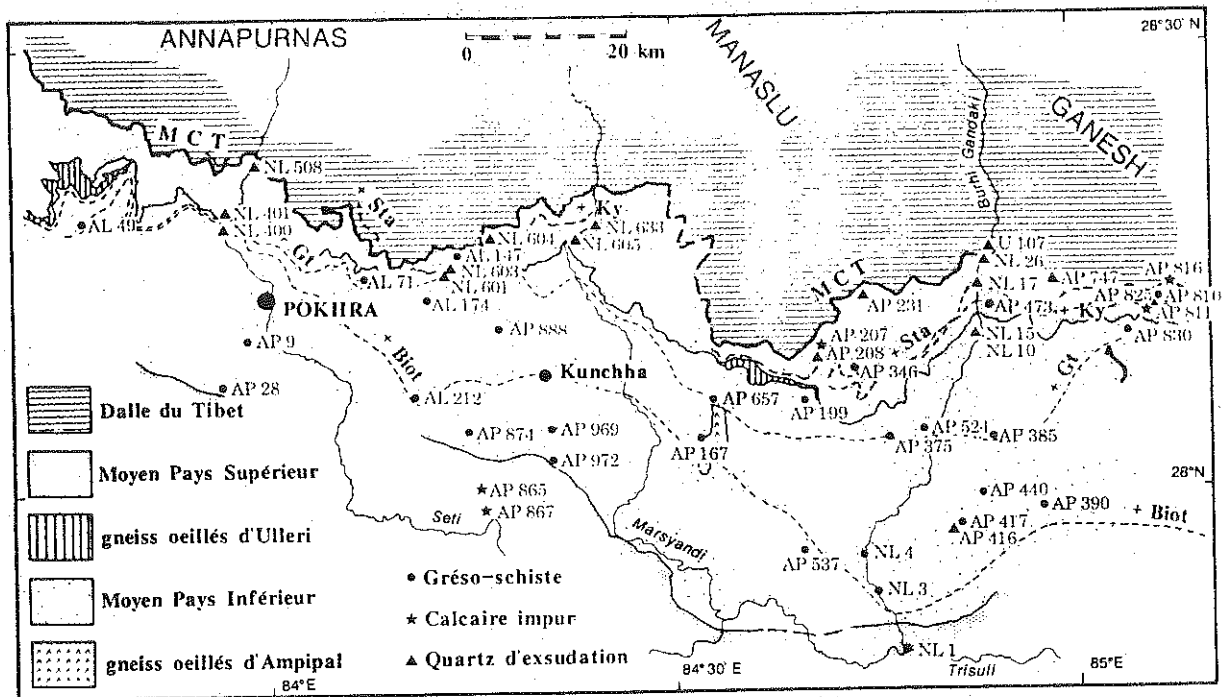 ANNAPURNAS
0 20 km
MANASLU
GANESH
28°30' N
Burhi Gandaki
MCT
NL 508
+ Sta
+ Ky
NL 401
NL 400
AL 49
Gt
NL 604
NL 633
NL 605
AL 147
NL 603
NL 601
AL 71
AL 174
U 107
NL 26
NL 17
AP 747
AP 816
AP 825
AP 810
AP 811
AP 473
+ Ky
AP 830
MCT
AP 231
AP 207
AP 208
+ Sta
NL 15
NL 10
AP 346
+ Gt
POKHRA
AP 888
AP 9
+ Biot
Kunchha
AP 28
AL 212
AP 657
AP 199
AP 874
AP 969
AP 972
AP 167
AP 524
AP 375
AP 385
28° N
AP 865
AP 867
Seti
Marsyandi
AP 440
AP 390
+ Biot
AP 417
AP 416
AP 537
NL 4
NL 3
NL 1
Trisuli
Dalle du Tibet
Moyen Pays Supérieur
gneiss oeillés d'Ulleri
Moyen Pays Inférieur
gneiss oeillés d'Ampipal
Gréso-schiste
Calcaire impur
Quartz d'exsudation
84°E
84°30' E
85°E